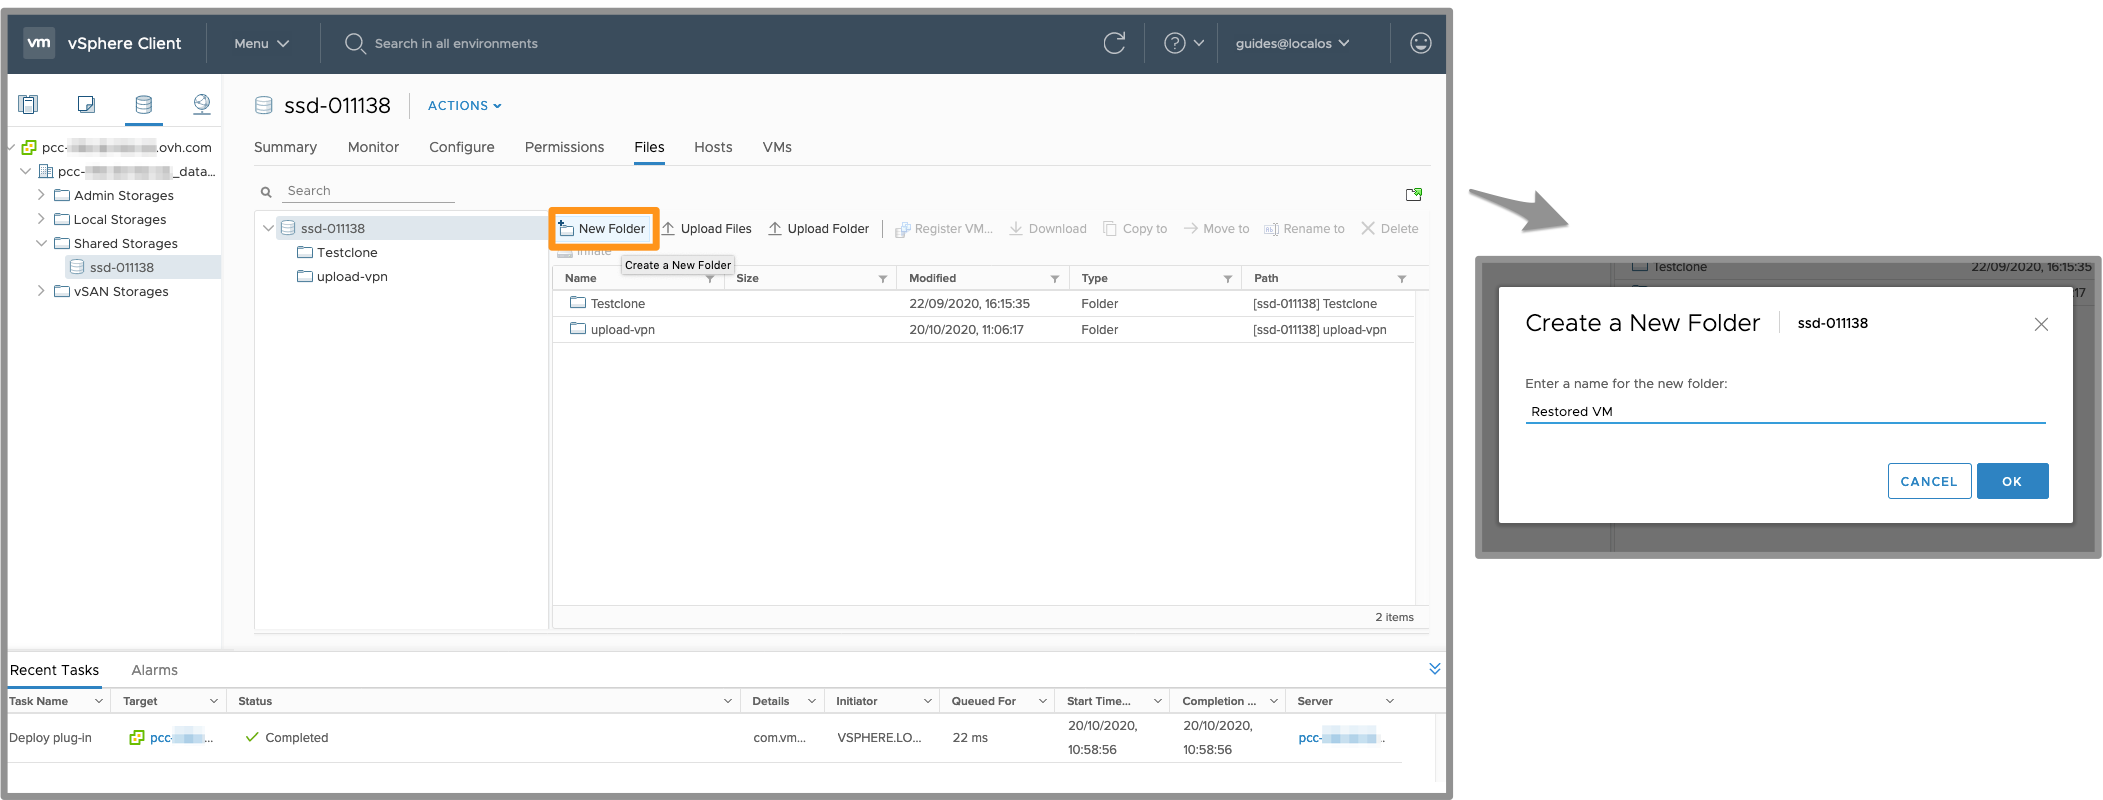 vm vSphere Client Menu Search in all environments guides@localos
ssd-011138 ACTIONS
Summary Monitor Configure Permissions Files Hosts VMs
pcc- .ovh.com
pcc- _data...
Admin Storages
Local Storages
Shared Storages
ssd-011138
vSAN Storages
Search
ssd-011138
Testclone
upload-vpn
New Folder Upload Files Upload Folder Register VM... Download Copy to Move to Rename to Delete
Inflate
Create a New Folder
Name Size Modified Type Path
Testclone 22/09/2020, 16:15:35 Folder [ssd-011138] Testclone
upload-vpn 20/10/2020, 11:06:17 Folder [ssd-011138] upload-vpn
2 items
Recent Tasks Alarms
Task Name Target Status Details Initiator Queued For Start Time... Completion ... Server
Deploy plug-in pcc- ... Completed com.vm... VSPHERE.LO... 22 ms 20/10/2020, 10:58:56 20/10/2020, 10:58:56 pcc- .
Testclone 22/09/2020, 16:15:35
:17
Create a New Folder ssd-011138
Enter a name for the new folder:
Restored VM
CANCEL OK